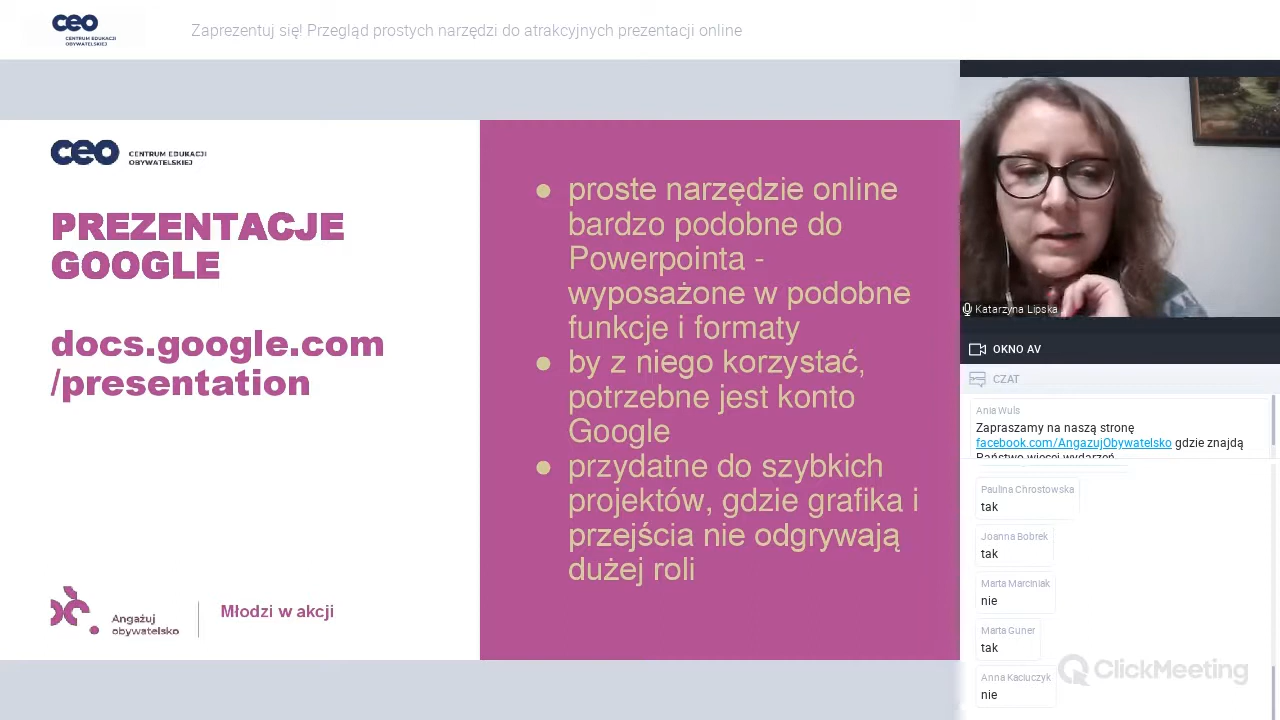 ceo
CENTRUM EDUKACJI
OBYWATELSKIEJ
Zaprezentuj się! Przegląd prostych narzędzi do atrakcyjnych prezentacji online
ceo
CENTRUM EDUKACJI
OBYWATELSKIEJ
PREZENTACJE
GOOGLE
docs.google.com
/presentation
Angażuj
obywatelsko
Młodzi w akcji
● proste narzędzie online
bardzo podobne do
Powerpointa -
wyposażone w podobne
funkcje i formaty
● by z niego korzystać,
potrzebne jest konto
Google
● przydatne do szybkich
projektów, gdzie grafika i
przejścia nie odgrywają
dużej roli
Katarzyna Lipska
OKNO AV
CZAT
Ania Wuls
Zapraszamy na naszą stronę
facebook.com/AngazujObywatelsko gdzie znajdą
Państwo więcej wydarzeń
Paulina Chrostowska
tak
Joanna Bobrek
tak
Marta Marciniak
nie
Marta Guner
tak
Anna Kaciuczyk
nie
ClickMeeting